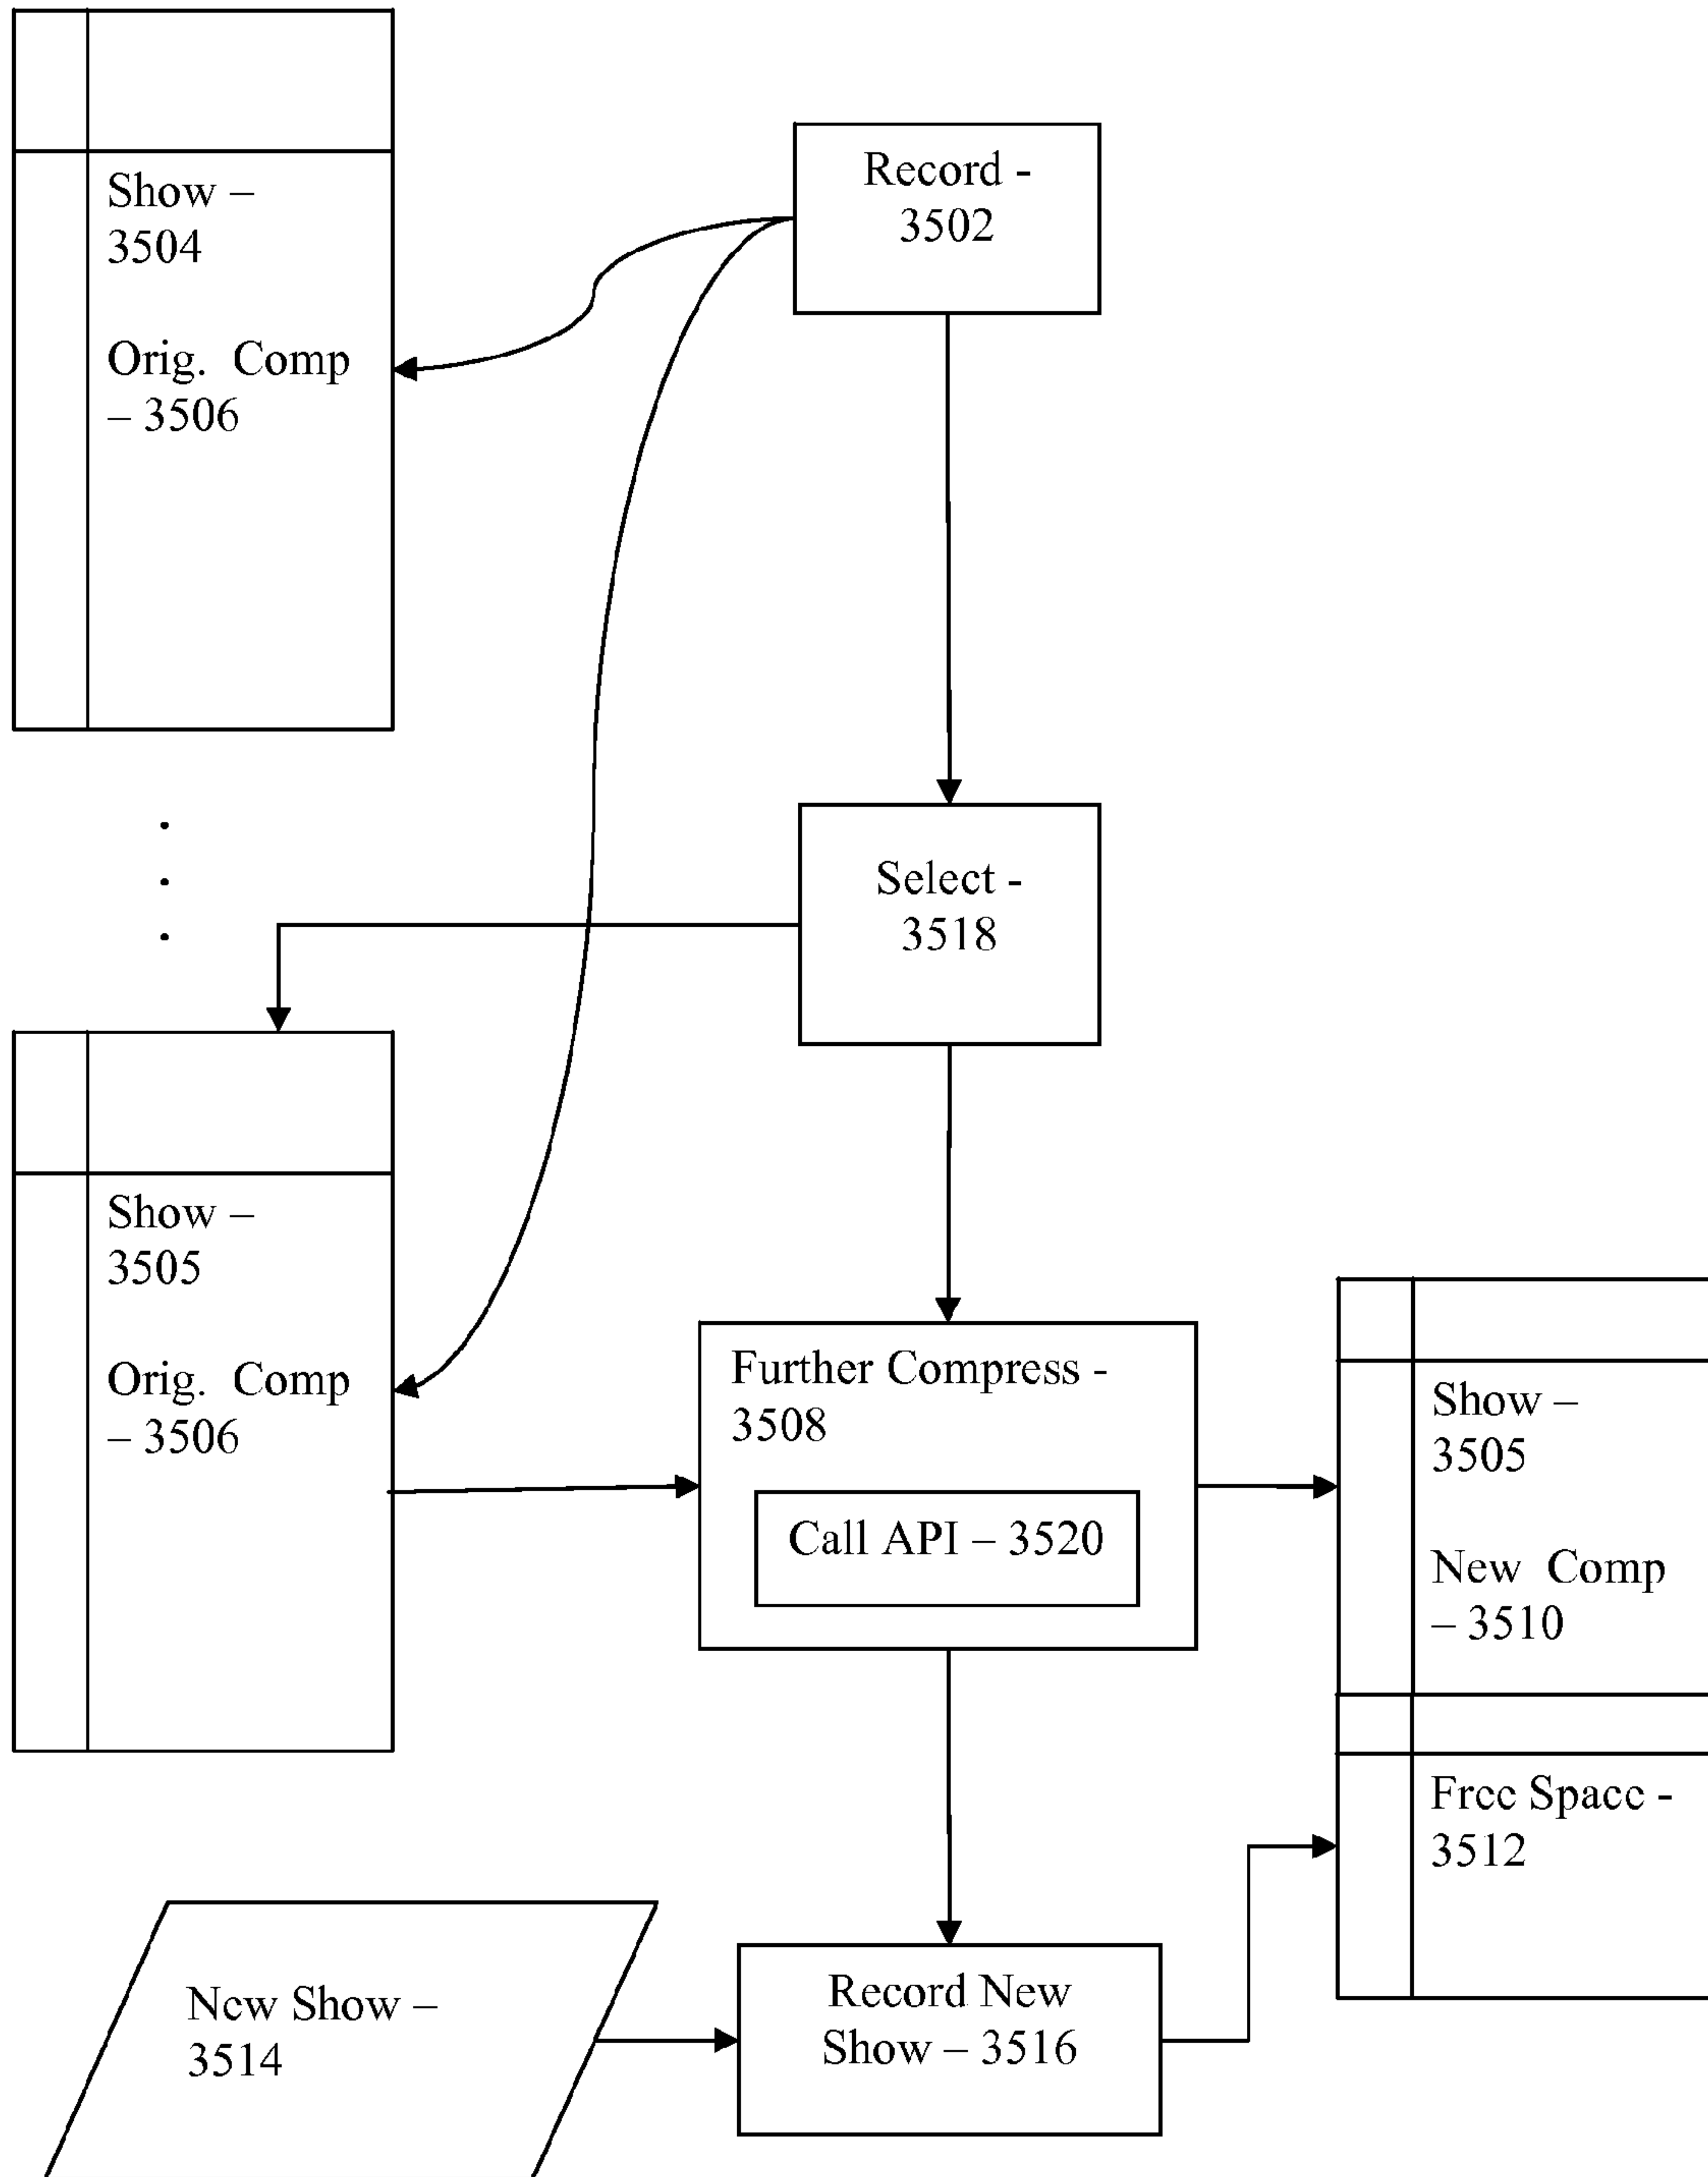 Show –
3504
Orig. Comp
– 3506
Record -
3502
Select -
3518
Show –
3505
Orig. Comp
– 3506
Further Compress -
3508
Call API – 3520
Show –
3505
New Comp
– 3510
Free Space -
3512
New Show –
3514
Record New
Show – 3516